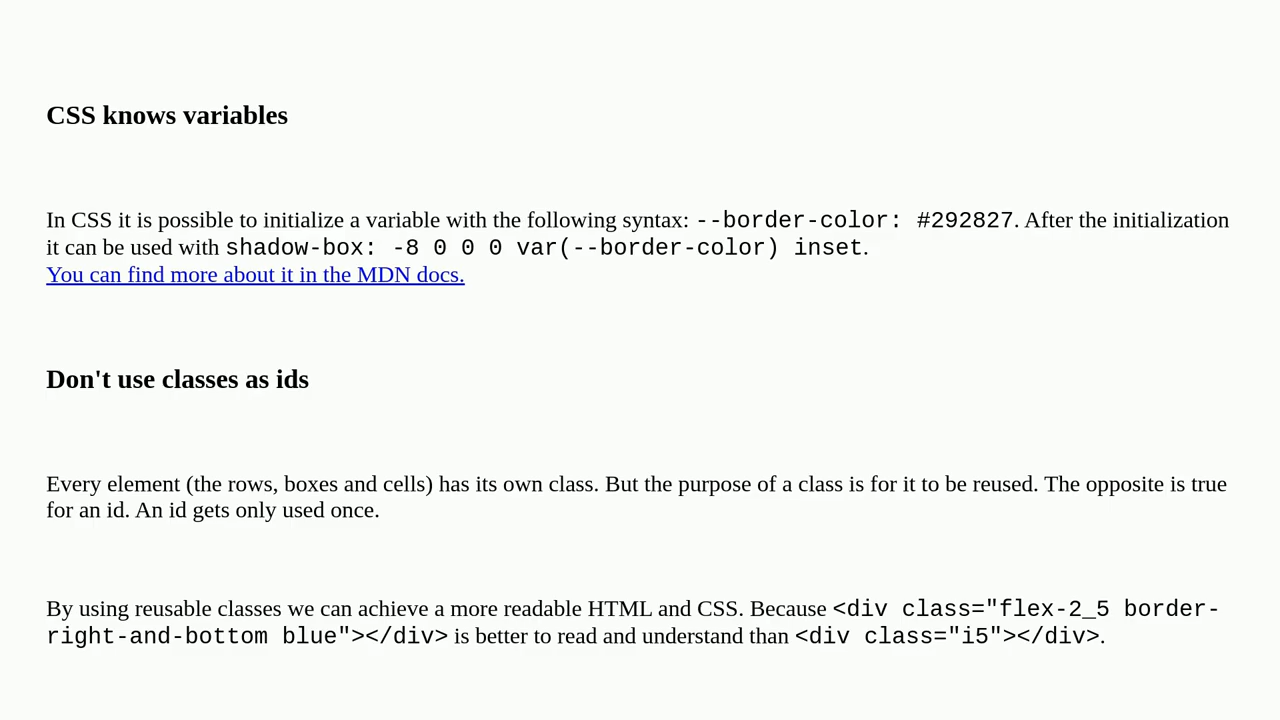 CSS knows variables
In CSS it is possible to initialize a variable with the following syntax: --border-color: #292827. After the initialization
it can be used with shadow-box: -8 0 0 0 var(--border-color) inset.
You can find more about it in the MDN docs.
Don't use classes as ids
Every element (the rows, boxes and cells) has its own class. But the purpose of a class is for it to be reused. The opposite is true
for an id. An id gets only used once.
By using reusable classes we can achieve a more readable HTML and CSS. Because <div class="flex-2_5 border-
right-and-bottom blue"></div> is better to read and understand than <div class="i5"></div>.